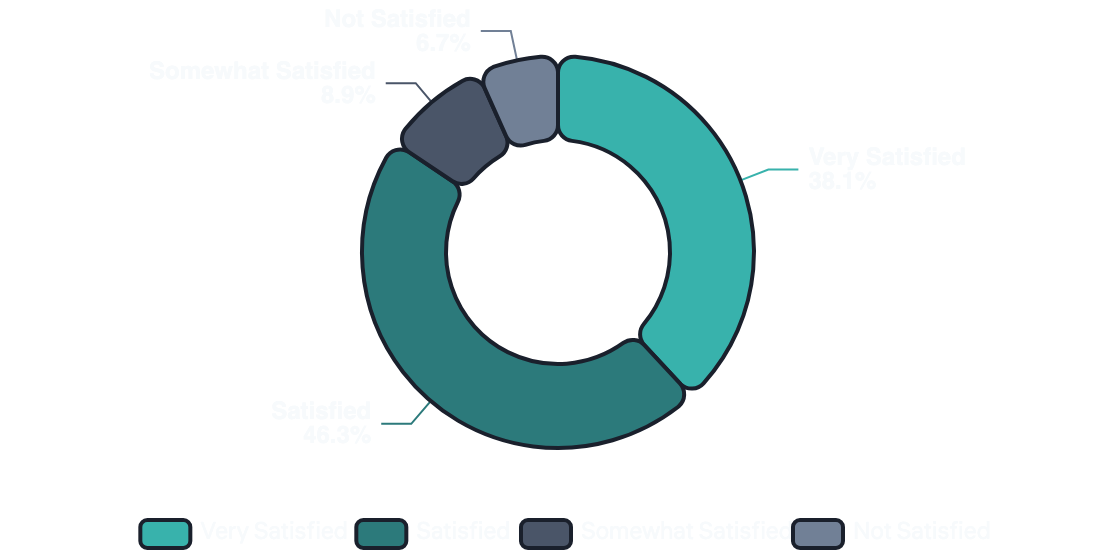 Not Satisfied
6.7%
Somewhat Satisfied
8.9%
Very Satisfied
38.1%
Satisfied
46.3%
Very Satisfied Satisfied Somewhat Satisfied Not Satisfied